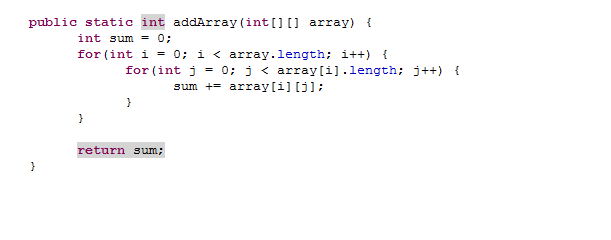 public static int addArray(int[][] array) {
int sum = 0;
for(int i = 0; i < array.length; i++) {
for(int j = 0; j < array[i].length; j++) {
sum += array[i][j];
}
}
return sum;
}